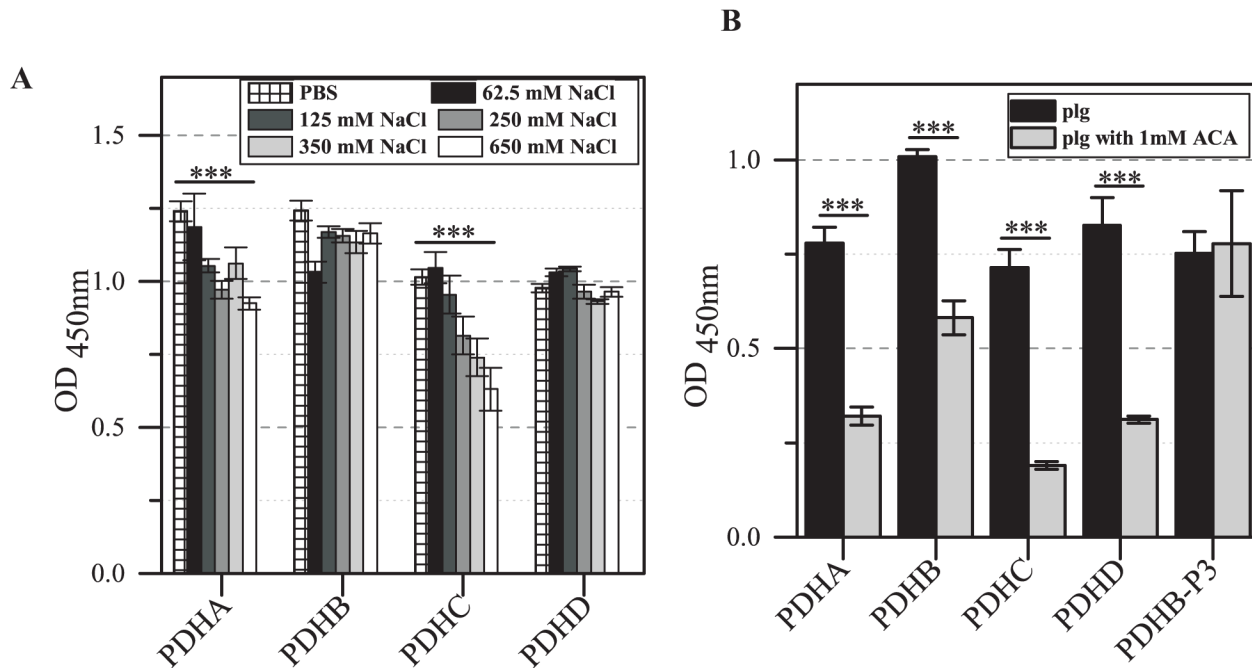 A
PBS 62.5 mM NaCl
125 mM NaCl 250 mM NaCl
350 mM NaCl 650 mM NaCl
***
***
1.5
1.0
0.5
0.0
OD 450nm
PDHA PDHB PDHC PDHD
B
plg
plg with 1mM ACA
***
***
***
***
1.0
0.5
0.0
OD 450nm
PDHA PDHB PDHC PDHD PDHB-P3